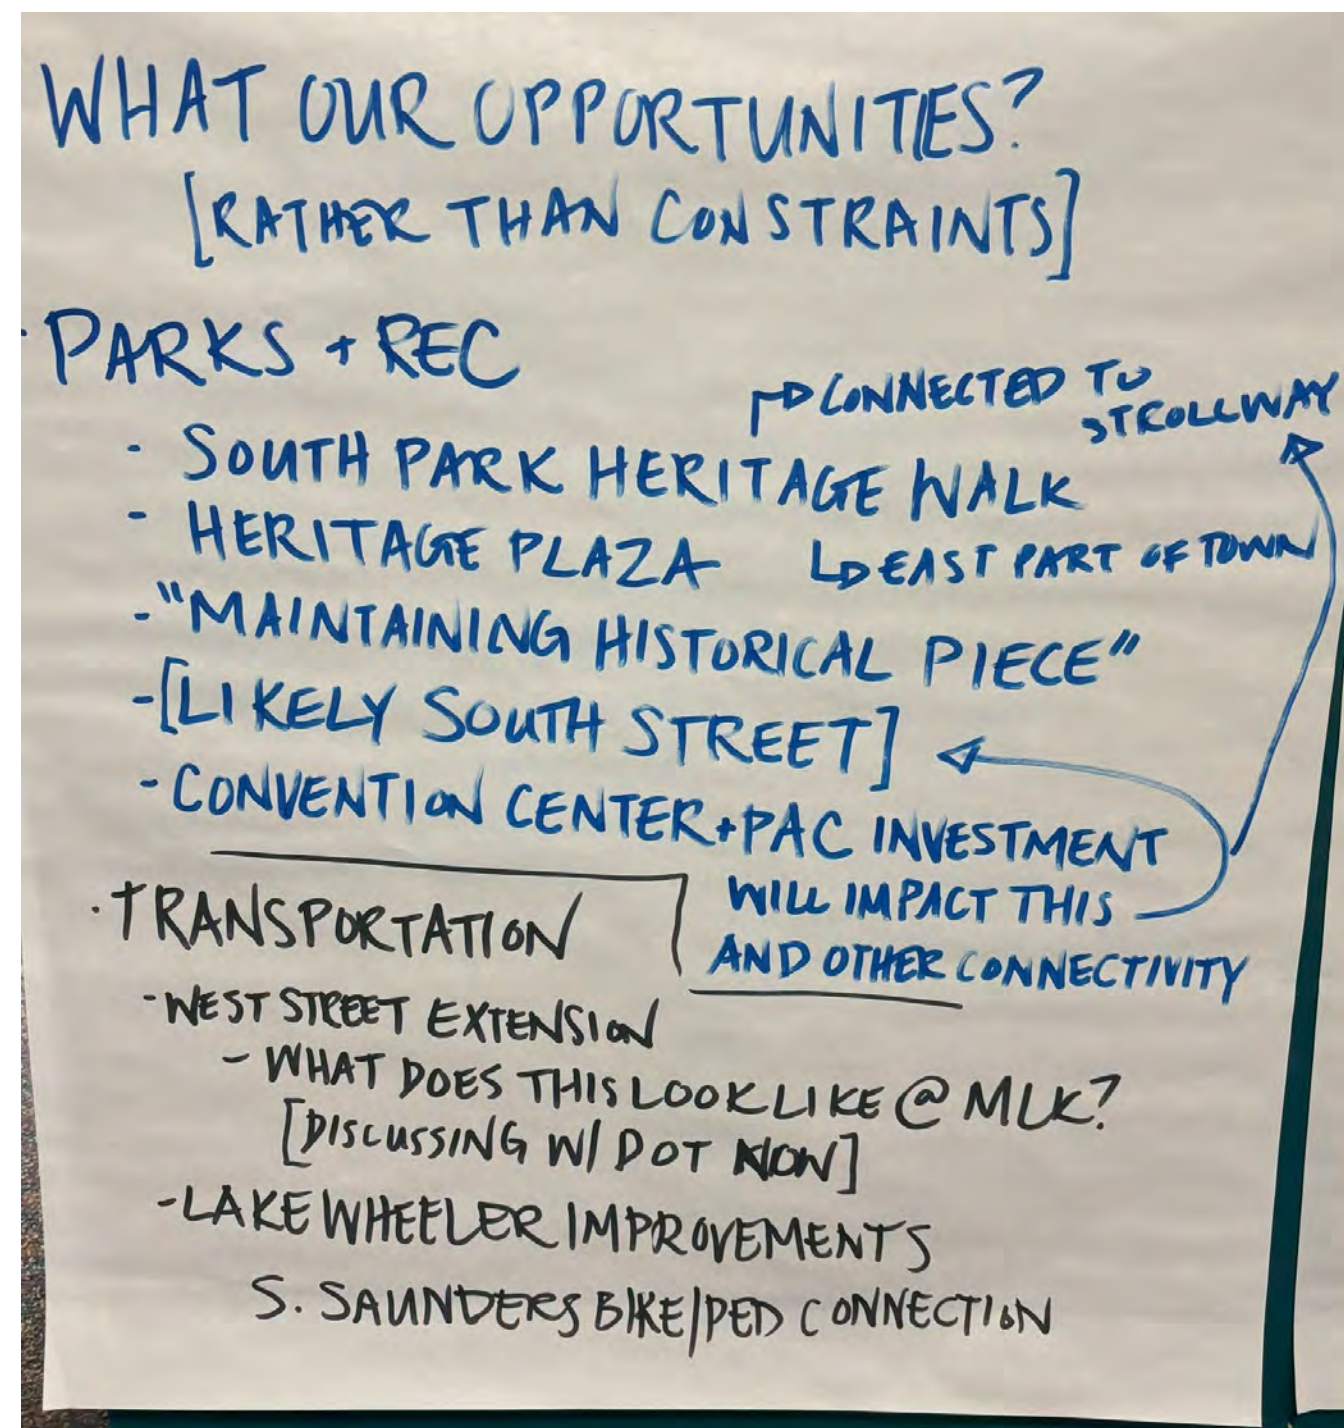 WHAT OUR OPPORTUNITIES?
[RATHER THAN CONSTRAINTS]
· PARKS + REC
CONNECTED TO
STROLLWAY
- SOUTH PARK HERITAGE WALK
- HERITAGE PLAZA
EAST PART OF TOWN
- "MAINTAINING HISTORICAL PIECE"
- [LIKELY SOUTH STREET]
- CONVENTION CENTER + PAC INVESTMENT
WILL IMPACT THIS
AND OTHER CONNECTIVITY
· TRANSPORTATION
- WEST STREET EXTENSION
- WHAT DOES THIS LOOK LIKE @ MLK?
[DISCUSSING W/ DOT NOW]
- LAKE WHEELER IMPROVEMENTS
S. SAUNDERS BIKE/PED CONNECTION